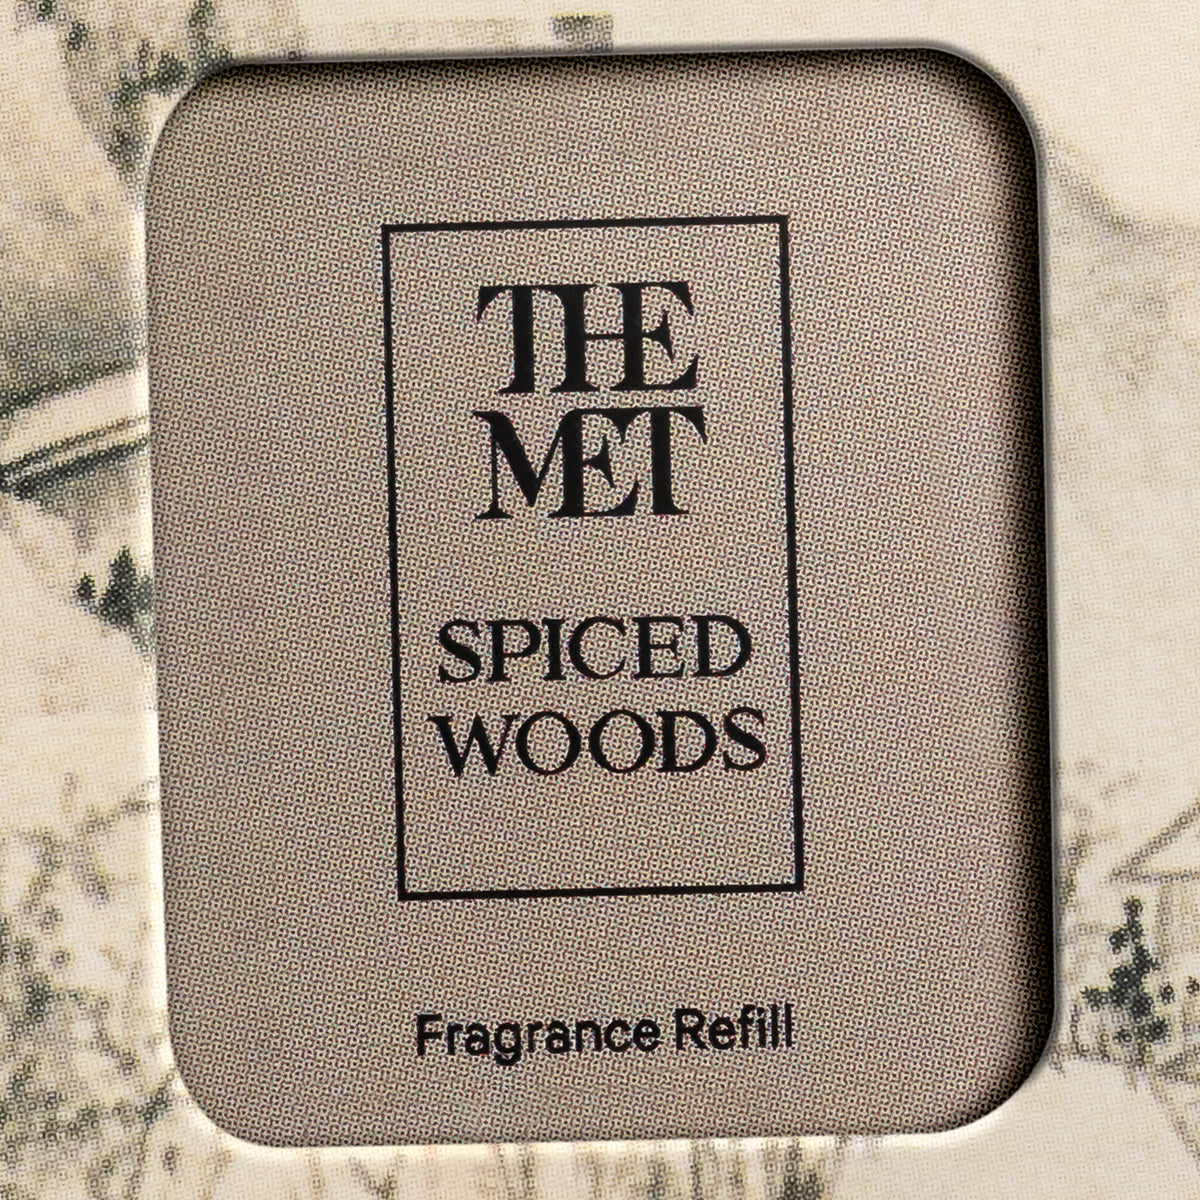 THE
MET
SPICED
WOODS
Fragrance Refill